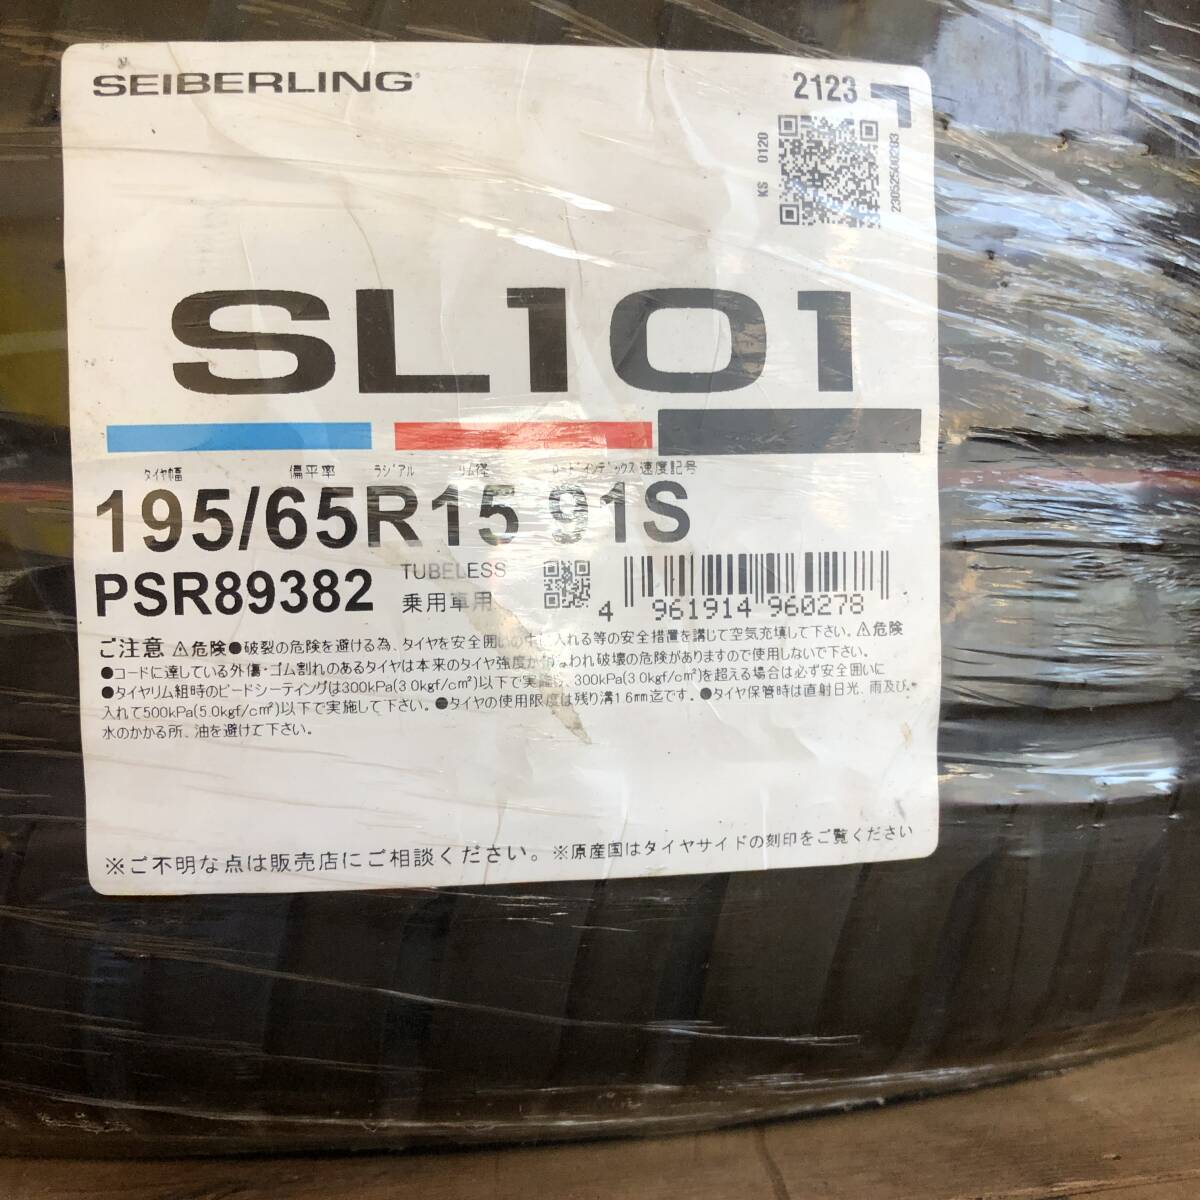 SEIBERLING
2123
KS 0120
23052500283
SL101
タイヤ幅 偏平率 ラジアル リム径 ロードインデックス 速度記号
195/65R15 91S
PSR89382 TUBELESS
乗用車用
4 961914 960278
ご注意 ⚠危険●破裂の危険を避ける為、タイヤを安全囲いの中に入れる等の安全措置を講じて空気充填して下さい。⚠危険
●コードに達している外傷・ゴム割れのあるタイヤは本来のタイヤ強度が損なわれ破壊の危険がありますので使用しないで下さい。
●タイヤリム組時のビードシーティングは300kPa(3.0kgf/c㎡)以下で実施し、300kPa(3.0kgf/c㎡)を超える場合は必ず安全囲いに
入れて500kPa(5.0kgf/c㎡)以下で実施して下さい。●タイヤの使用限度は残り溝1.6mm迄です。●タイヤ保管時は直射日光、雨及び、
水のかかる所、油を避けて下さい。
※ご不明な点は販売店にご相談ください。※原産国はタイヤサイドの刻印をご覧ください